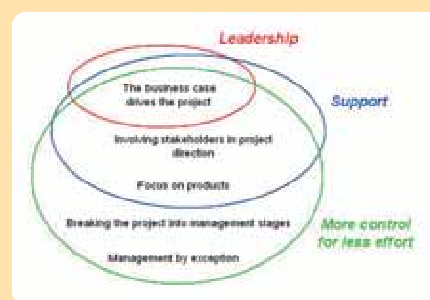 Leadership
The business case
drives the project
Support
Involving stakeholders in project
direction
Focus on products
Breaking the project into management stages
More control
for less effort
Management by exception